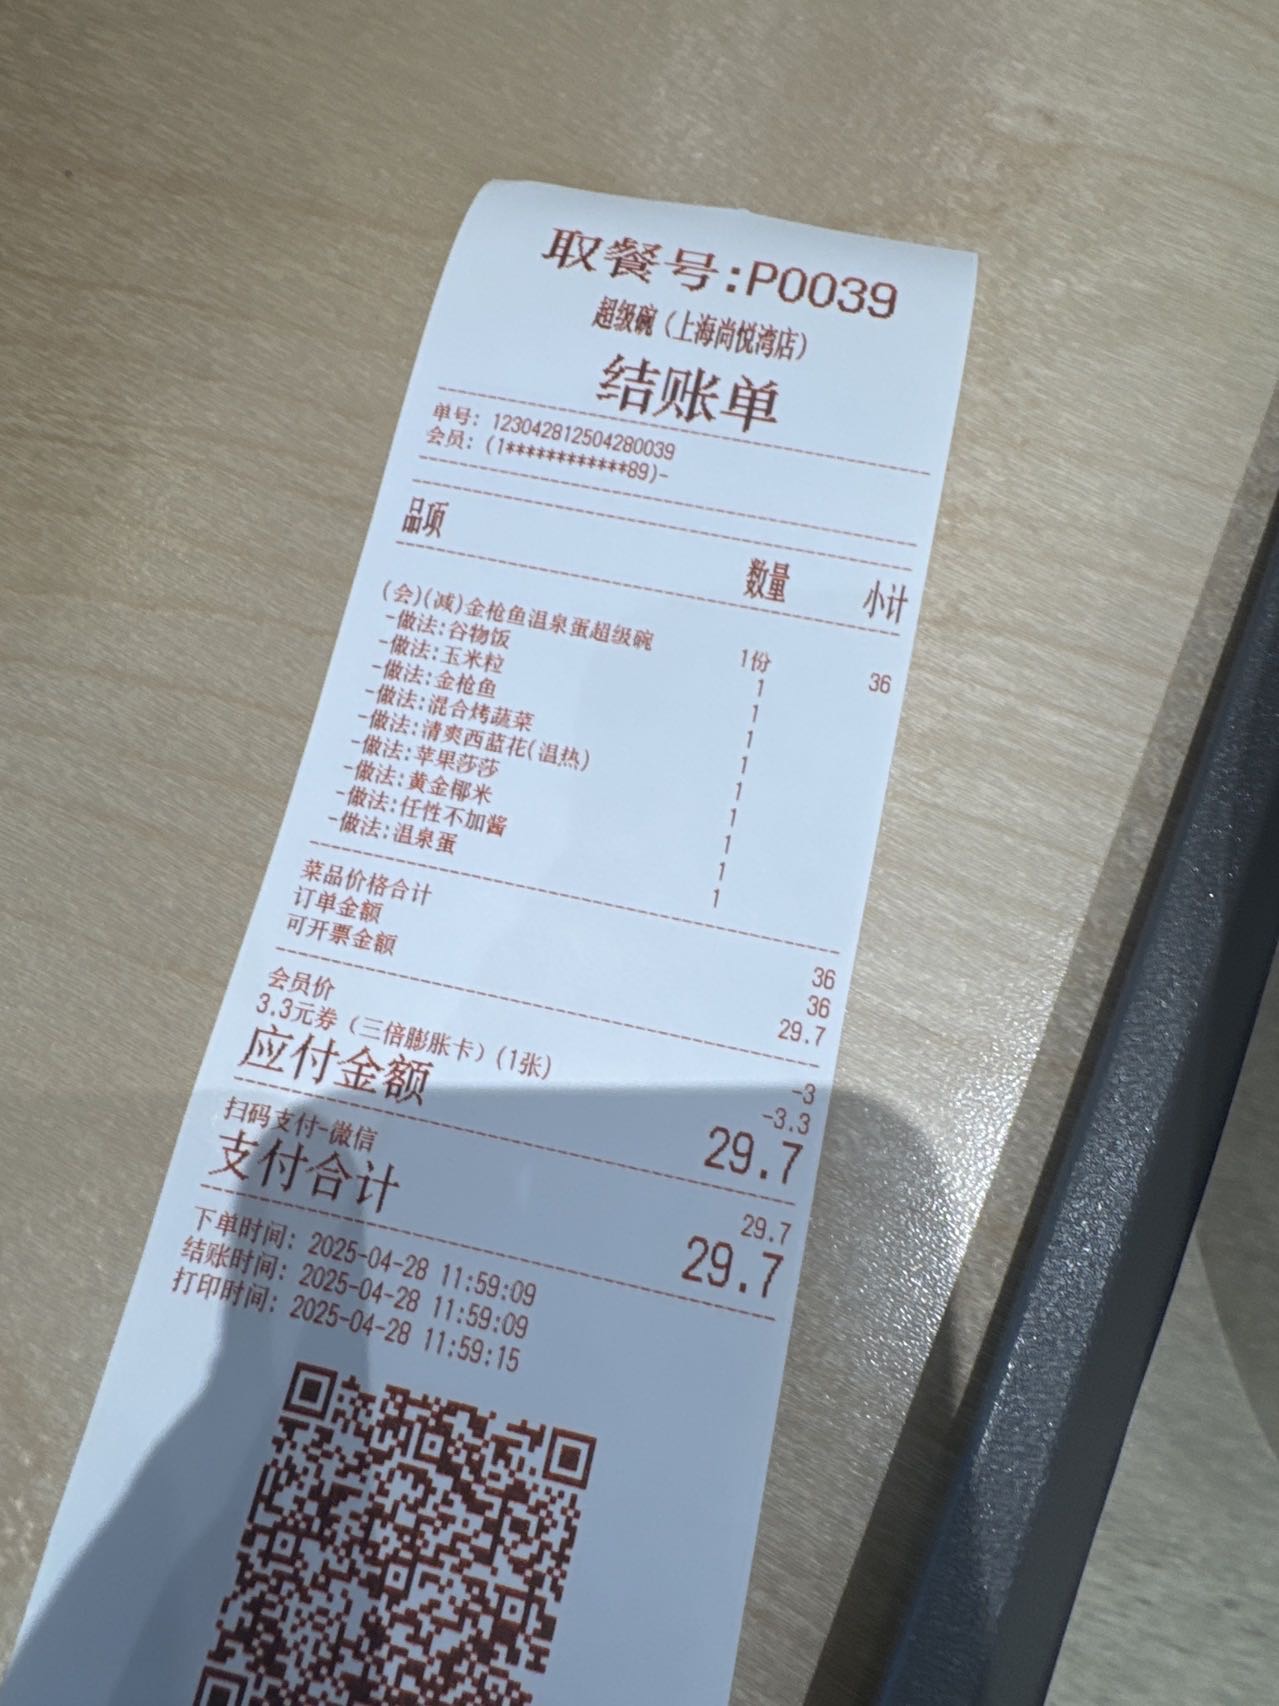 取餐号:P0039
超级碗(上海尚悦湾店)
结账单
单号: 123042812504280039
会员: (1************89)-
品项 数量 小计
(会)(减)金枪鱼温泉蛋超级碗 1份 36
-做法:谷物饭 1
-做法:玉米粒 1
-做法:金枪鱼 1
-做法:混合烤蔬菜 1
-做法:清爽西蓝花(温热) 1
-做法:苹果莎莎 1
-做法:黄金椰米 1
-做法:任性不加酱 1
-做法:温泉蛋 1
菜品价格合计 36
订单金额 36
可开票金额 29.7
会员价 -3
3.3元券(三倍膨胀卡)(1张) -3.3
应付金额 29.7
扫码支付-微信 29.7
支付合计 29.7
下单时间: 2025-04-28 11:59:09
结账时间: 2025-04-28 11:59:09
打印时间: 2025-04-28 11:59:15